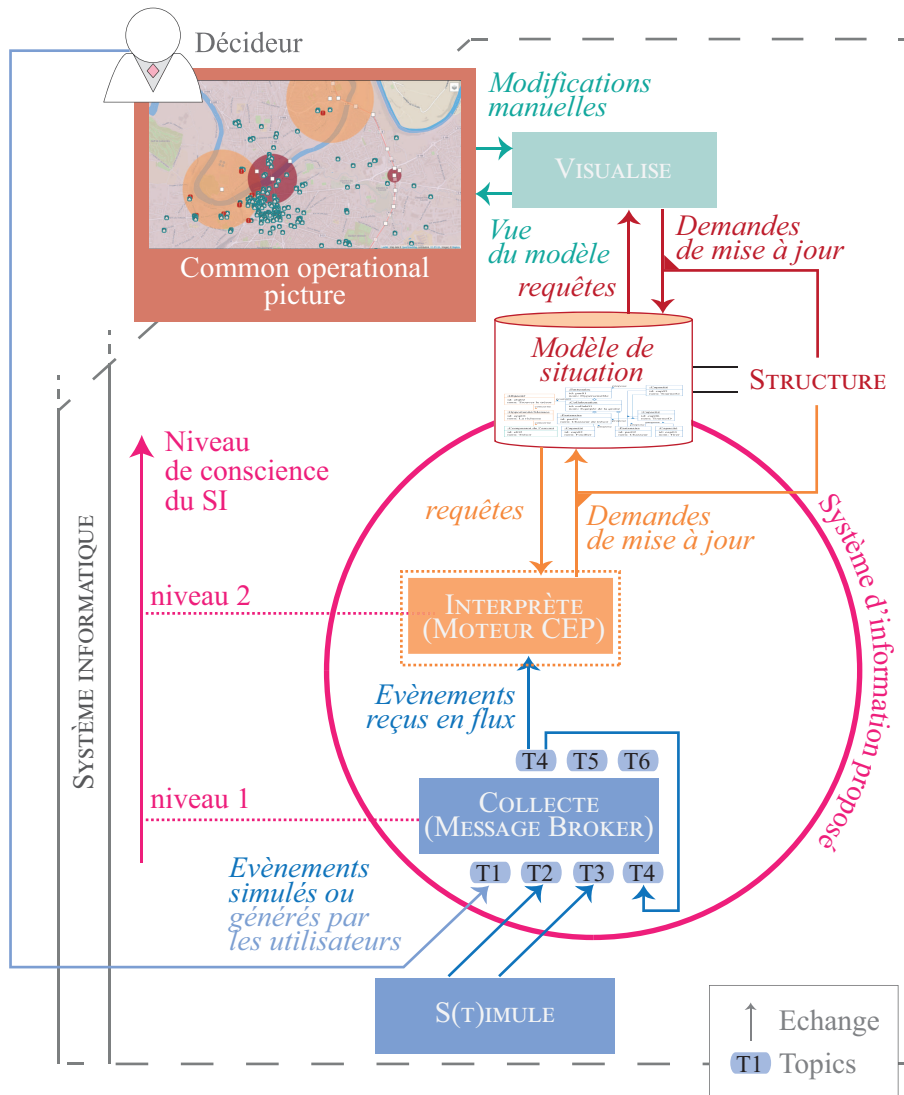 Décideur
Modifications
manuelles
VISUALISE
Common operational
picture
Vue
du modèle
requêtes
Demandes
de mise à jour
Modèle de
situation
STRUCTURE
Niveau
de conscience
du SI
requêtes
Demandes
de mise à jour
SYSTÈME INFORMATIQUE
Système d'information proposé
niveau 2
INTERPRÈTE
(MOTEUR CEP)
Evènements
reçus en flux
T4 T5 T6
niveau 1
COLLECTE
(MESSAGE BROKER)
T1 T2 T3 T4
Evènements
simulés ou
générés par
les utilisateurs
S(T)IMULE
Echange
T1 Topics